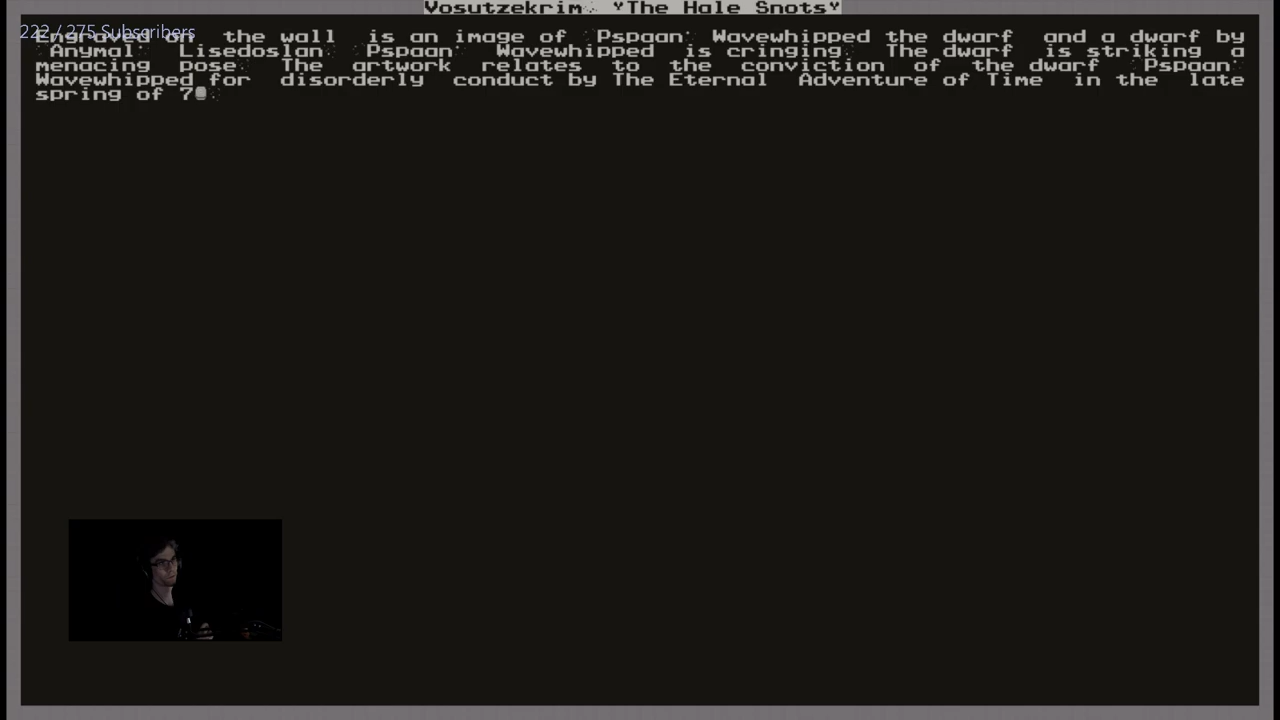 Vosutzekrim "The Hale Snots"
222 / 275 Subscribers
Engraved on the wall is an image of Pspaan Wavewhipped the dwarf and a dwarf by
Anymal Lisedoslan Pspaan Wavewhipped is cringing The dwarf is striking a
menacing pose The artwork relates to the conviction of the dwarf Pspaan
Wavewhipped for disorderly conduct by The Eternal Adventure of Time in the late
spring of 7